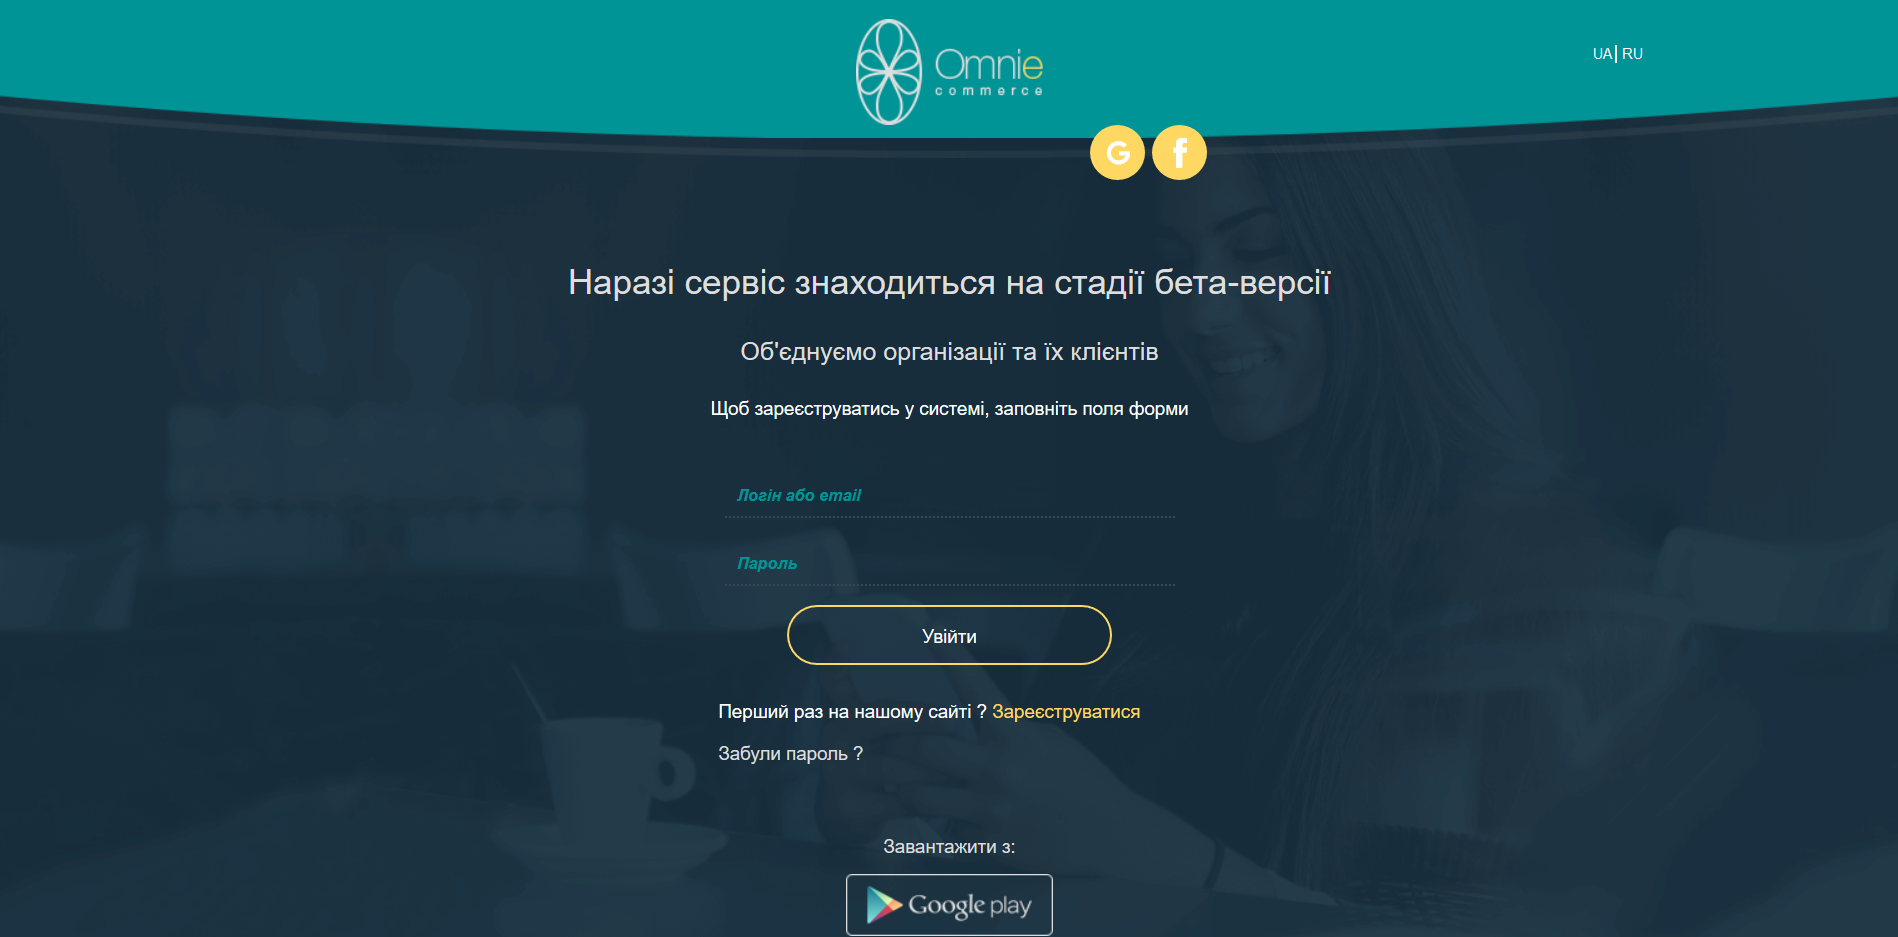 Omnie
commerce
UA| RU
G f
Наразі сервіс знаходиться на стадії бета-версії
Об'єднуємо організації та їх клієнтів
Щоб зареєструватись у системі, заповніть поля форми
Логін або email
Пароль
Увійти
Перший раз на нашому сайті ? Зареєструватися
Забули пароль ?
Завантажити з:
Google play